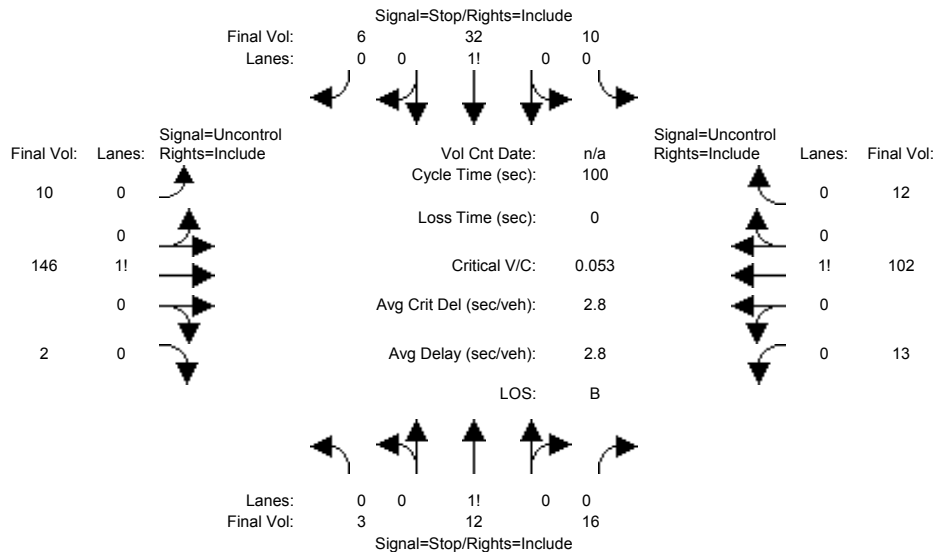 Signal=Stop/Rights=Include
Final Vol: 6 32 10
Lanes: 0 0 1! 0 0
Signal=Uncontrol Signal=Uncontrol
Final Vol: Lanes: Rights=Include Vol Cnt Date: n/a Rights=Include Lanes: Final Vol:
Cycle Time (sec): 100
10 0 0 12
Loss Time (sec): 0
0 0
146 1! Critical V/C: 0.053 1! 102
0 Avg Crit Del (sec/veh): 2.8 0
2 0 Avg Delay (sec/veh): 2.8 0 13
LOS: B
Lanes: 0 0 1! 0 0
Final Vol: 3 12 16
Signal=Stop/Rights=Include